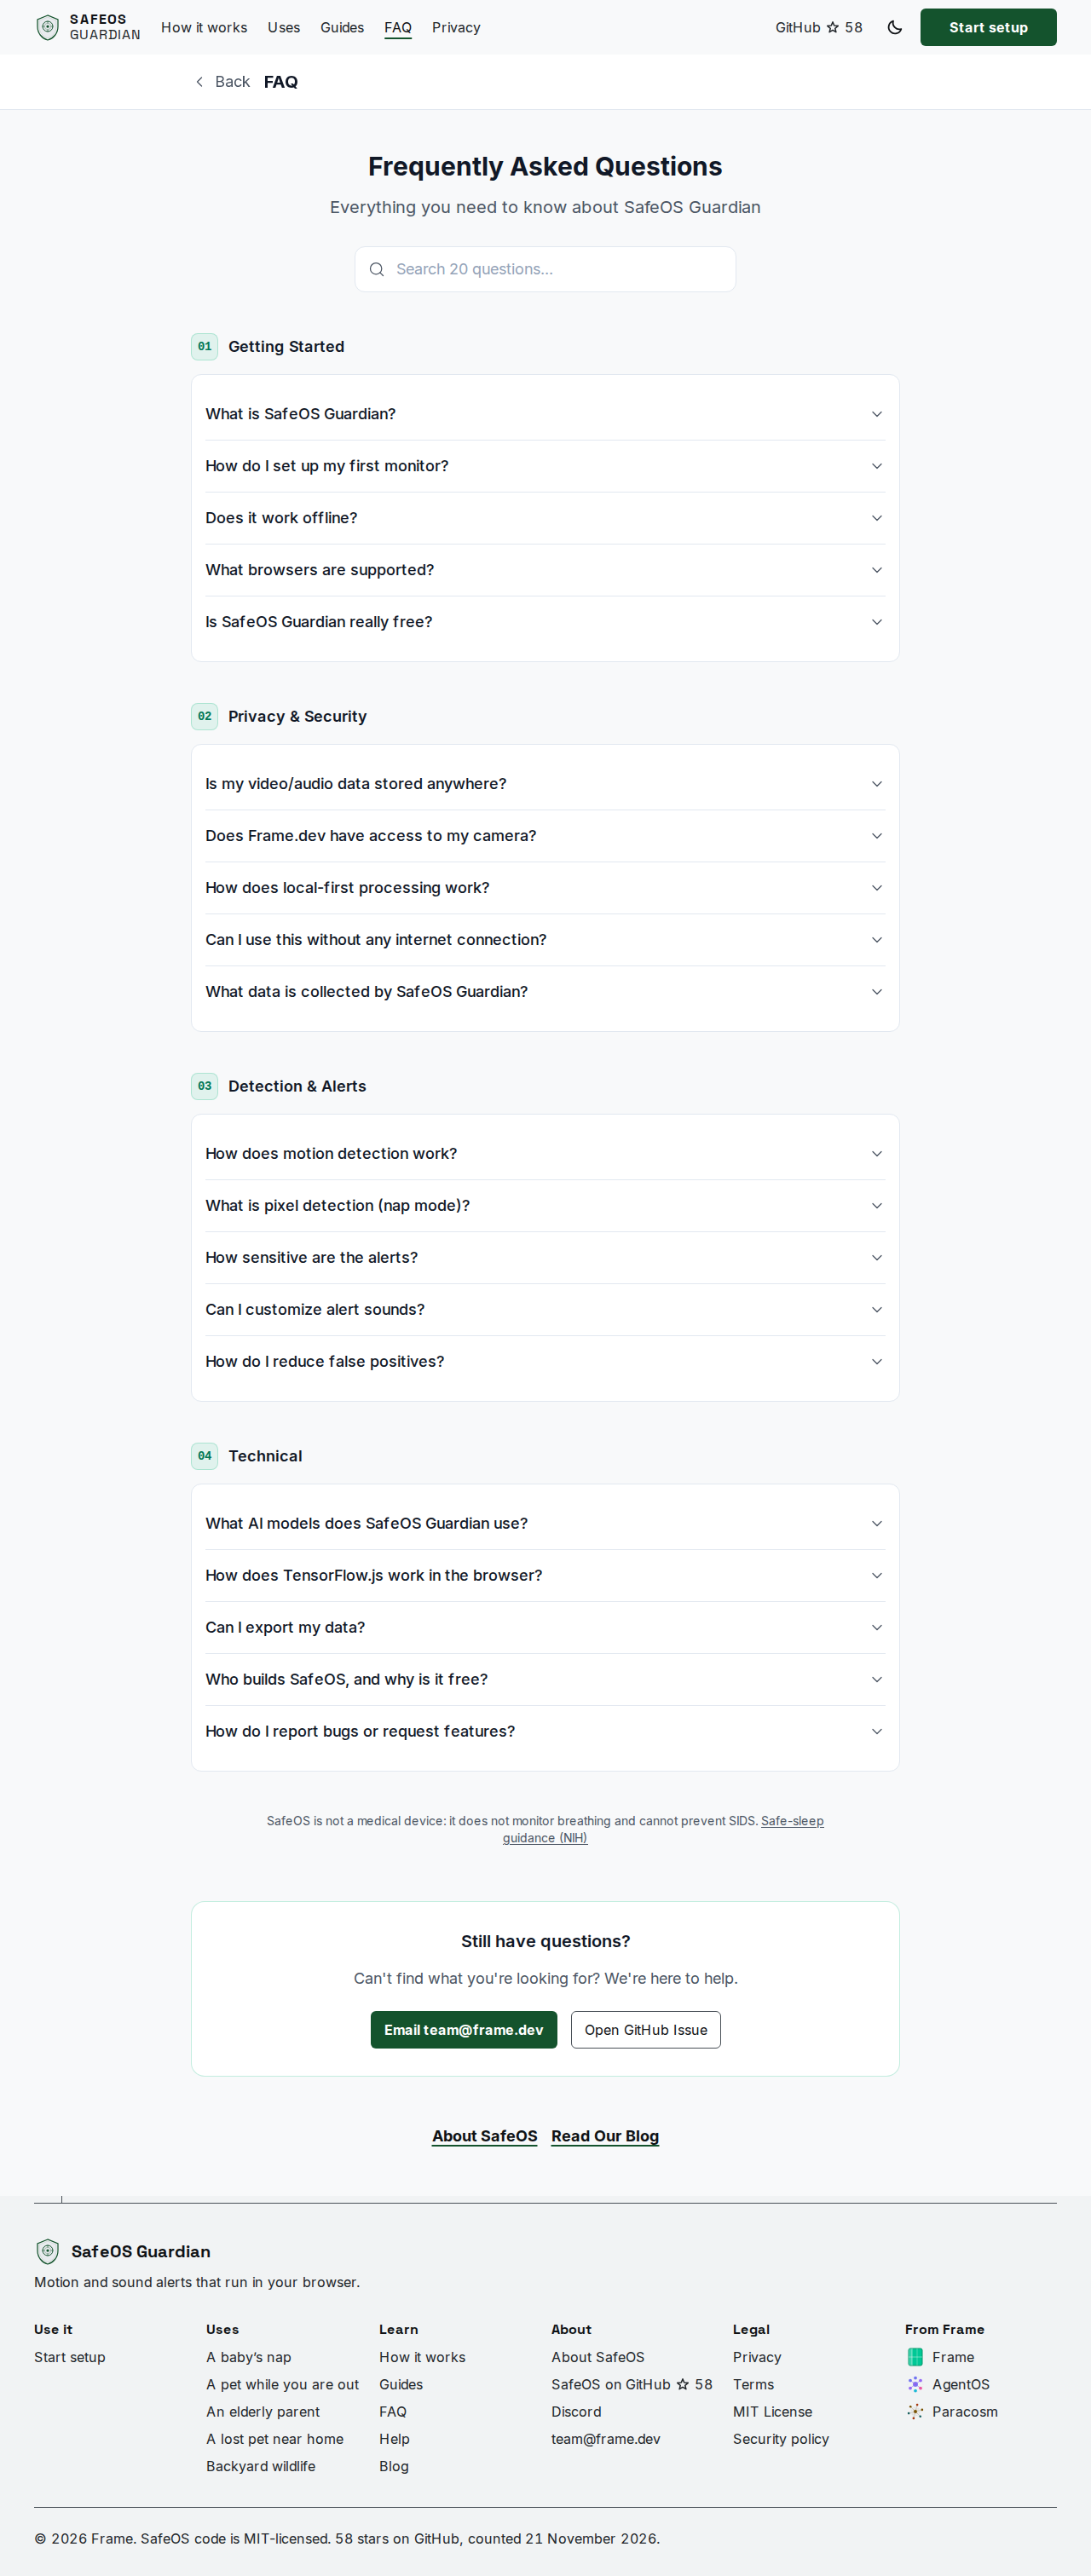 SAFEOS
GUARDIAN
How it works
Uses
Guides
FAQ
Privacy
GitHub ☆ 58
Start setup
Back
FAQ
Frequently Asked Questions
Everything you need to know about SafeOS Guardian
Search 20 questions...
01 Getting Started
What is SafeOS Guardian?
How do I set up my first monitor?
Does it work offline?
What browsers are supported?
Is SafeOS Guardian really free?
02 Privacy & Security
Is my video/audio data stored anywhere?
Does Frame.dev have access to my camera?
How does local-first processing work?
Can I use this without any internet connection?
What data is collected by SafeOS Guardian?
03 Detection & Alerts
How does motion detection work?
What is pixel detection (nap mode)?
How sensitive are the alerts?
Can I customize alert sounds?
How do I reduce false positives?
04 Technical
What AI models does SafeOS Guardian use?
How does TensorFlow.js work in the browser?
Can I export my data?
Who builds SafeOS, and why is it free?
How do I report bugs or request features?
SafeOS is not a medical device: it does not monitor breathing and cannot prevent SIDS. Safe-sleep
guidance (NIH)
Still have questions?
Can't find what you're looking for? We're here to help.
Email team@frame.dev
Open GitHub Issue
About SafeOS
Read Our Blog
SafeOS Guardian
Motion and sound alerts that run in your browser.
Use it
Start setup
Uses
A baby’s nap
A pet while you are out
An elderly parent
A lost pet near home
Backyard wildlife
Learn
How it works
Guides
FAQ
Help
Blog
About
About SafeOS
SafeOS on GitHub ☆ 58
Discord
team@frame.dev
Legal
Privacy
Terms
MIT License
Security policy
From Frame
Frame
AgentOS
Paracosm
© 2026 Frame. SafeOS code is MIT-licensed. 58 stars on GitHub, counted 21 November 2026.